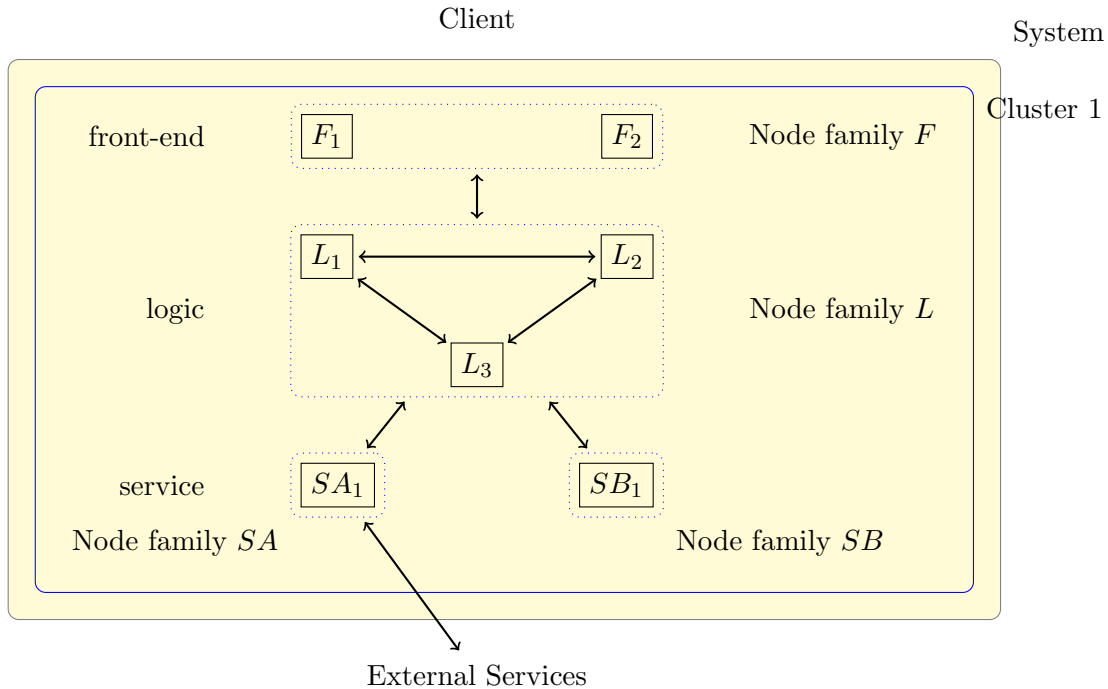 Client
System
Cluster 1
front-end F₁ F₂ Node family F
L₁ L₂
logic Node family L
L₃
service SA₁ SB₁
Node family SA Node family SB
External Services